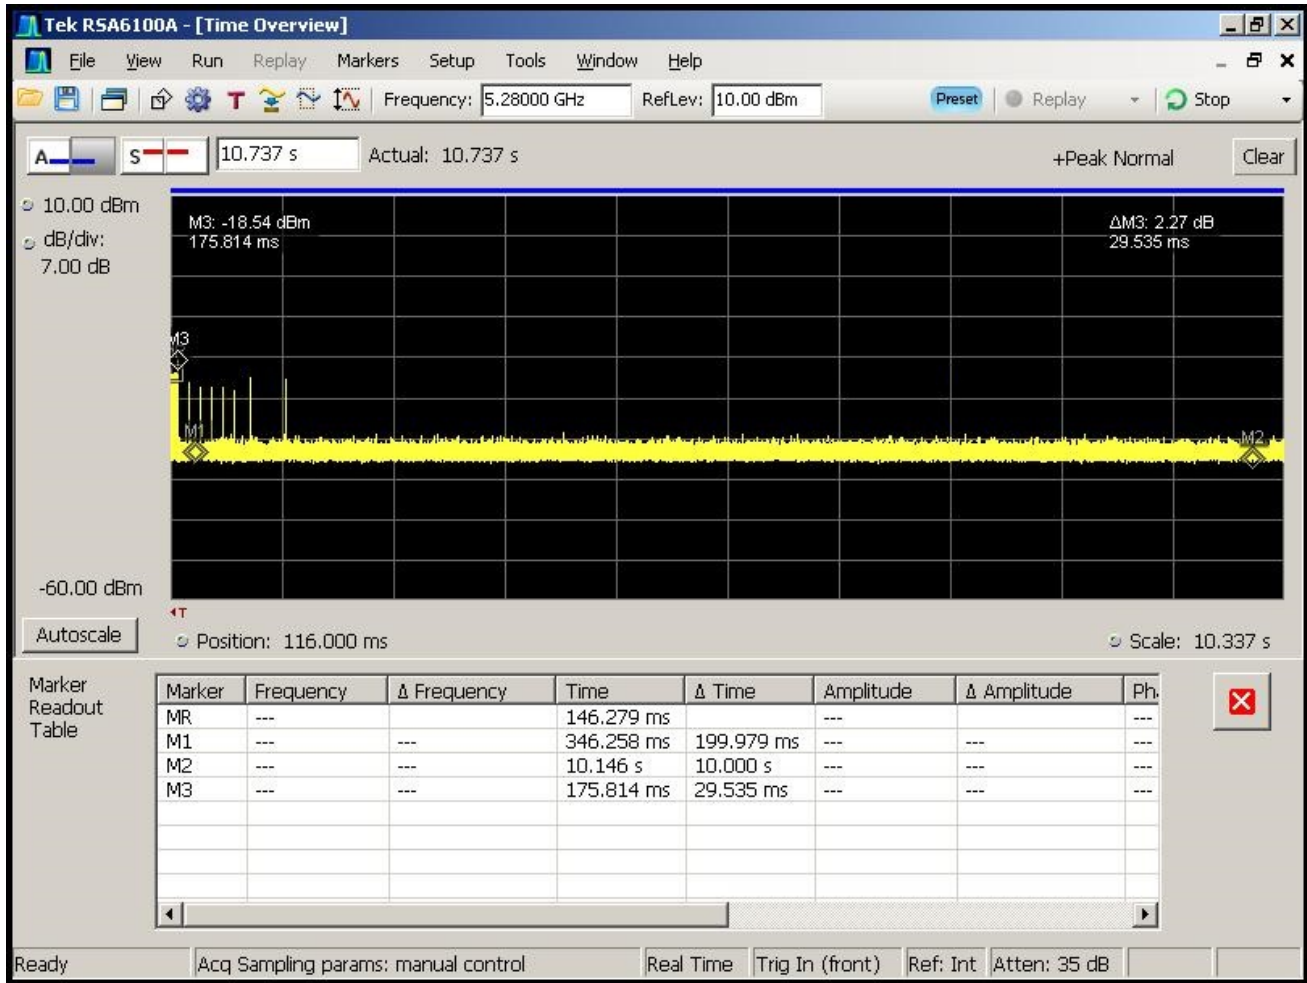 Tek RSA6100A - [Time Overview]
File View Run Replay Markers Setup Tools Window Help
T Frequency: 5.28000 GHz RefLev: 10.00 dBm Preset Replay Stop
A S 10.737 s Actual: 10.737 s +Peak Normal Clear
10.00 dBm
dB/div:
7.00 dB
M3: -18.54 dBm
175.814 ms
ΔM3: 2.27 dB
29.535 ms
M3
M1
M2
-60.00 dBm
T
Autoscale Position: 116.000 ms Scale: 10.337 s
Marker
Readout
Table
Marker Frequency Δ Frequency Time Δ Time Amplitude Δ Amplitude Ph
MR --- 146.279 ms --- ---
M1 --- --- 346.258 ms 199.979 ms --- --- ---
M2 --- --- 10.146 s 10.000 s --- --- ---
M3 --- --- 175.814 ms 29.535 ms --- --- ---
Ready Acq Sampling params: manual control Real Time Trig In (front) Ref: Int Atten: 35 dB